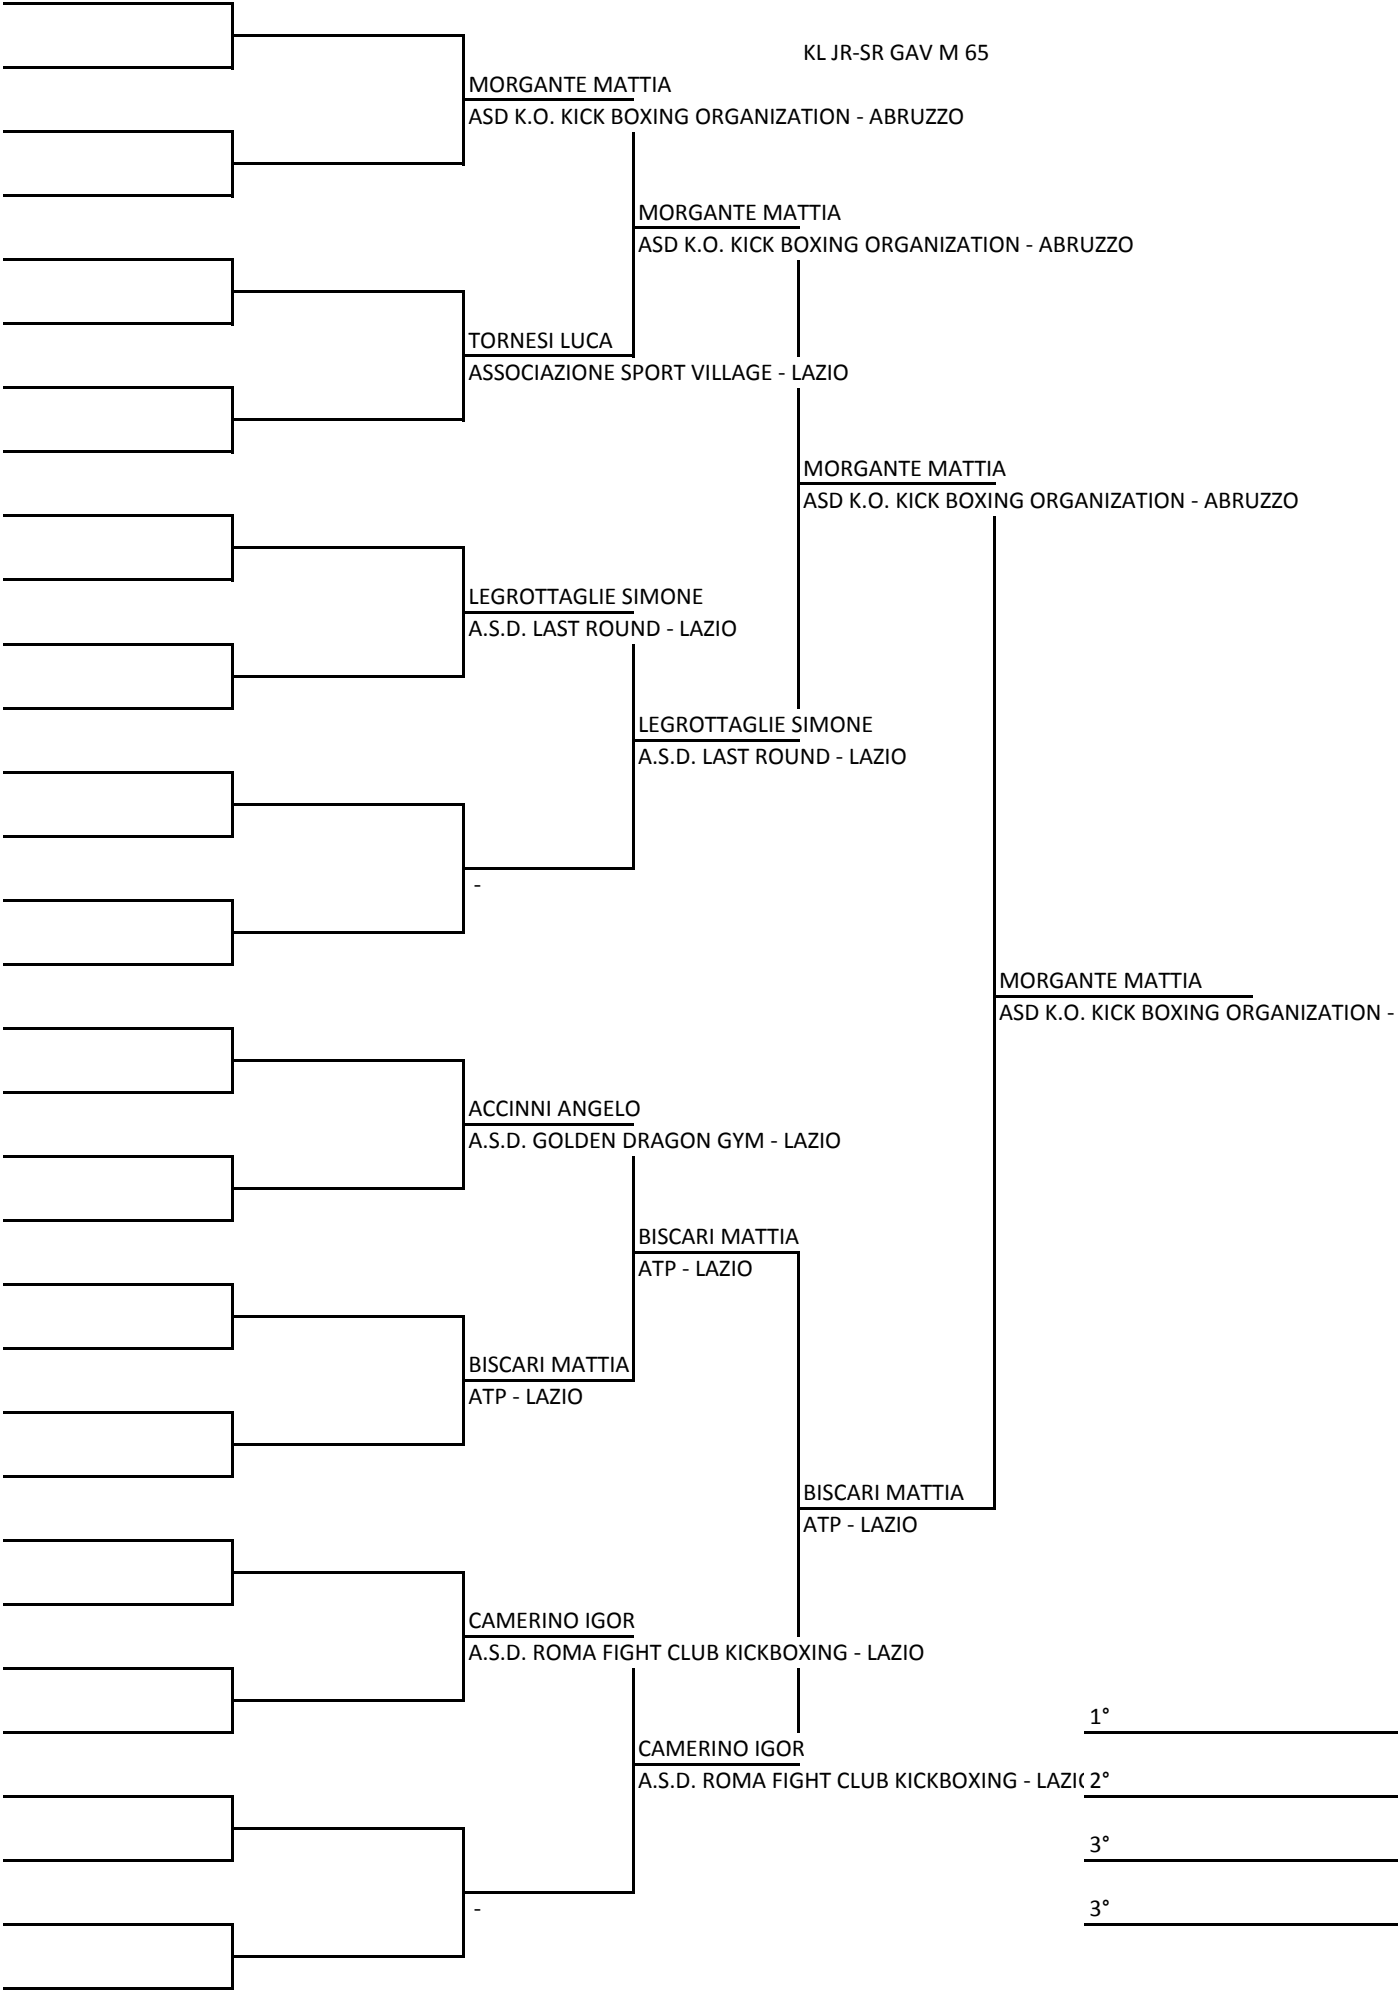 KL JR-SR GAV M 65
MORGANTE MATTIA
ASD K.O. KICK BOXING ORGANIZATION - ABRUZZO
MORGANTE MATTIA
ASD K.O. KICK BOXING ORGANIZATION - ABRUZZO
TORNESI LUCA
ASSOCIAZIONE SPORT VILLAGE - LAZIO
MORGANTE MATTIA
ASD K.O. KICK BOXING ORGANIZATION - ABRUZZO
LEGROTTAGLIE SIMONE
A.S.D. LAST ROUND - LAZIO
LEGROTTAGLIE SIMONE
A.S.D. LAST ROUND - LAZIO
-
MORGANTE MATTIA
ASD K.O. KICK BOXING ORGANIZATION -
ACCINNI ANGELO
A.S.D. GOLDEN DRAGON GYM - LAZIO
BISCARI MATTIA
ATP - LAZIO
BISCARI MATTIA
ATP - LAZIO
BISCARI MATTIA
ATP - LAZIO
CAMERINO IGOR
A.S.D. ROMA FIGHT CLUB KICKBOXING - LAZIO
1°
CAMERINO IGOR
A.S.D. ROMA FIGHT CLUB KICKBOXING - LAZI
2°
3°
3°
-